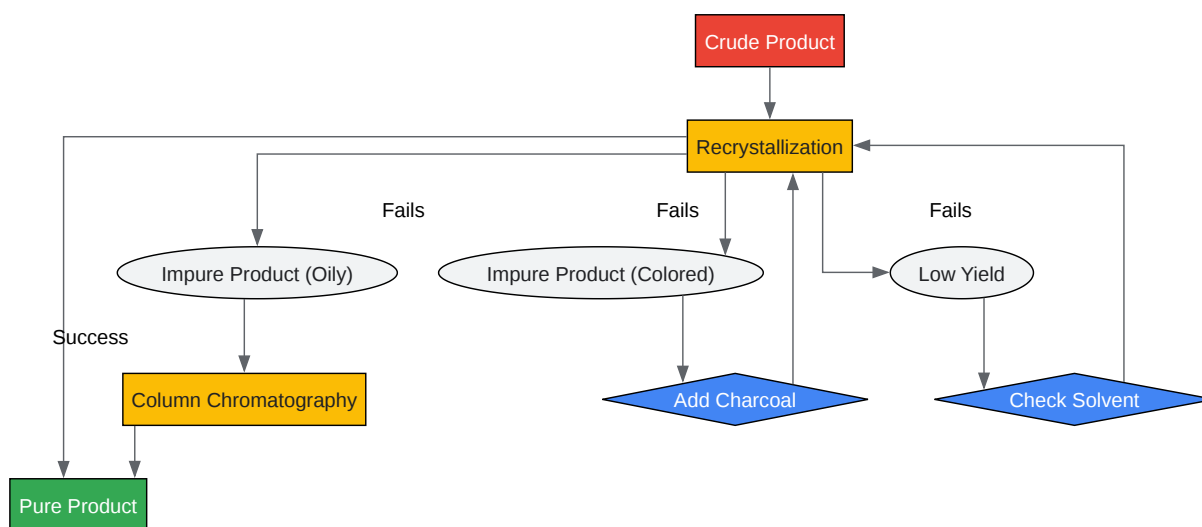 Crude Product
Recrystallization
Fails
Fails
Fails
Impure Product (Oily)
Impure Product (Colored)
Low Yield
Success
Column Chromatography
Add Charcoal
Check Solvent
Pure Product